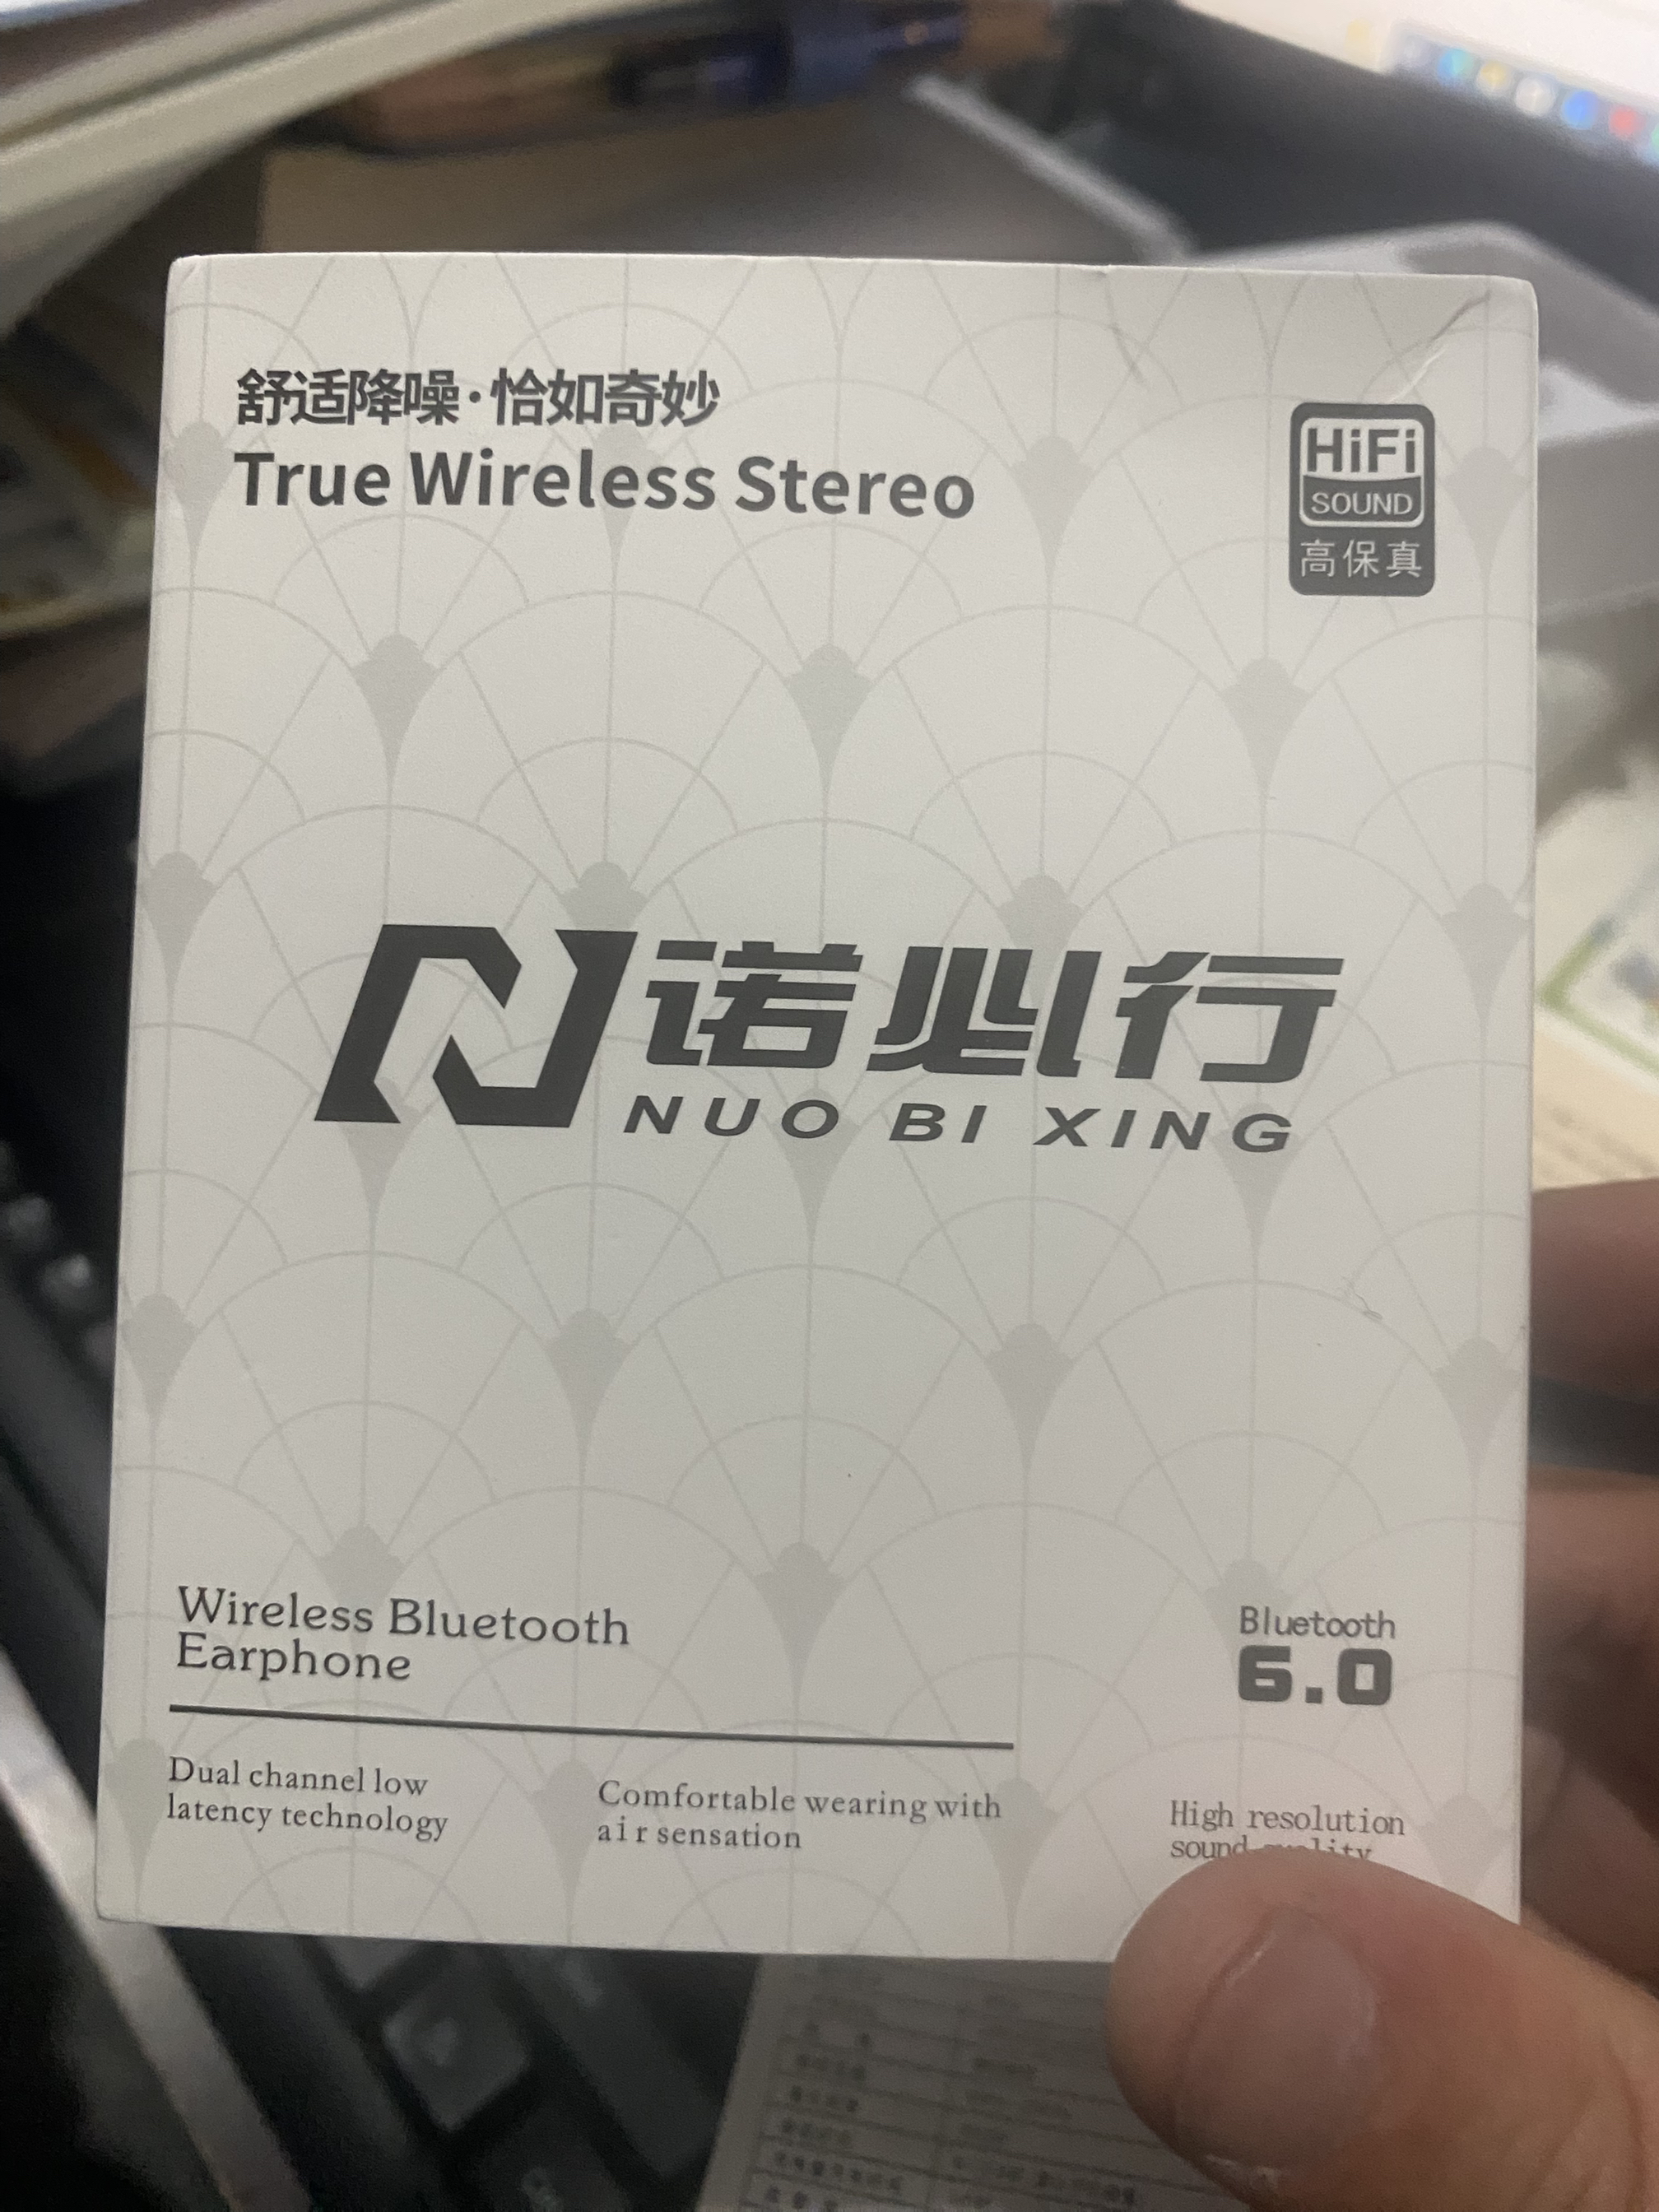 舒适降噪·恰如奇妙
True Wireless Stereo
HiFi
SOUND
高保真
N诺必行
NUO BI XING
Wireless Bluetooth
Earphone
Bluetooth
6.0
Dual channel low
latency technology
Comfortable wearing with
air sensation
High resolution
sound